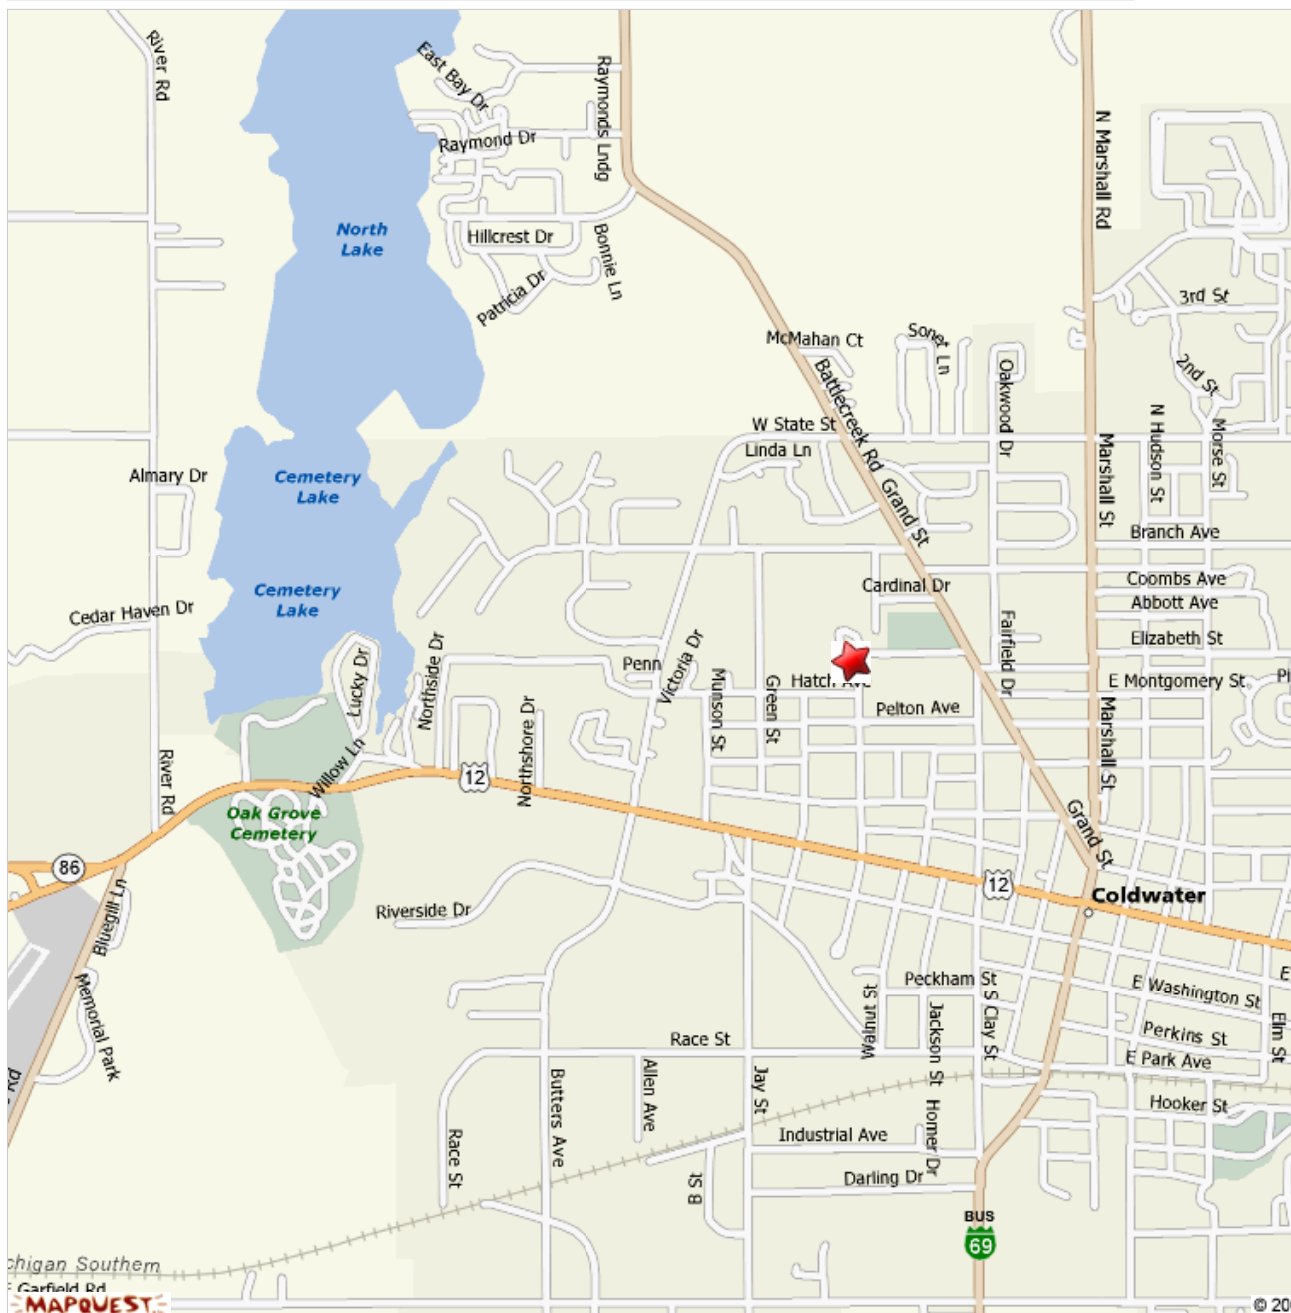 River Rd
East Bay Dr
Raymonds Lndg
Raymond Dr
N Marshall Rd
North
Lake
Hillcrest Dr
Bonnie Ln
Patricia Dr
3rd St
McMahan Ct
Sonet Ln
Oakwood Dr
2nd St
Battlecreek Rd
W State St
N Hudson St
Morse St
Linda Ln
Marshall St
Almary Dr
Cemetery
Lake
Grand St
Branch Ave
Cardinal Dr
Coombs Ave
Cemetery
Lake
Abbott Ave
Cedar Haven Dr
Fairfield Dr
Elizabeth St
Northside Dr
Lucky Dr
Penn
Victoria Dr
Munson St
Green St
Hatch Ave
E Montgomery St
Pelton Ave
Marshall St
Northshore Dr
River Rd
Willow Ln
12
Oak Grove
Cemetery
Grand St
86
12
Coldwater
Bluegill Ln
Riverside Dr
Memorial Park
Peckham St
Walnut St
Jackson St
S Clay St
E Washington St
Elm St
Perkins St
Race St
E Park Ave
Butters Ave
Allen Ave
Jay St
Homer Dr
Hooker St
Race St
Industrial Ave
B St
Darling Dr
BUS
69
chigan Southern
Garfield Rd
MAPQUEST
© 20